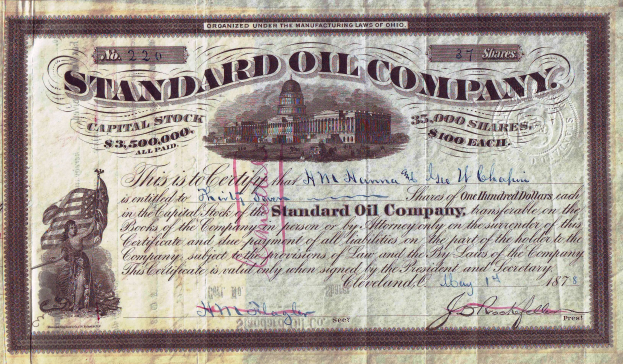 ORGANIZED UNDER THE MANUFACTURING LAWS OF OHIO.
No. 220 37 Shares
STANDARD OIL COMPANY.
CAPITAL STOCK 35,000 SHARES.
$3,500,000. $100 EACH.
ALL PAID.
This is to Certify that H M Hanna & Geo W Chapin
is entitled to Thirty Seven Shares of One Hundred Dollars each
in the Capital Stock of the Standard Oil Company, transferable on the
Books of the Company in person or by Attorney only on the surrender of this
Certificate and due payment of all liabilities on the part of the holder to the
Company, subject to the provisions of Law and the By Laws of the Company
This Certificate is valid only when signed by the President and Secretary
Cleveland, O. May 1st 1878
H M Flagler Secy J D Rockefeller Prest